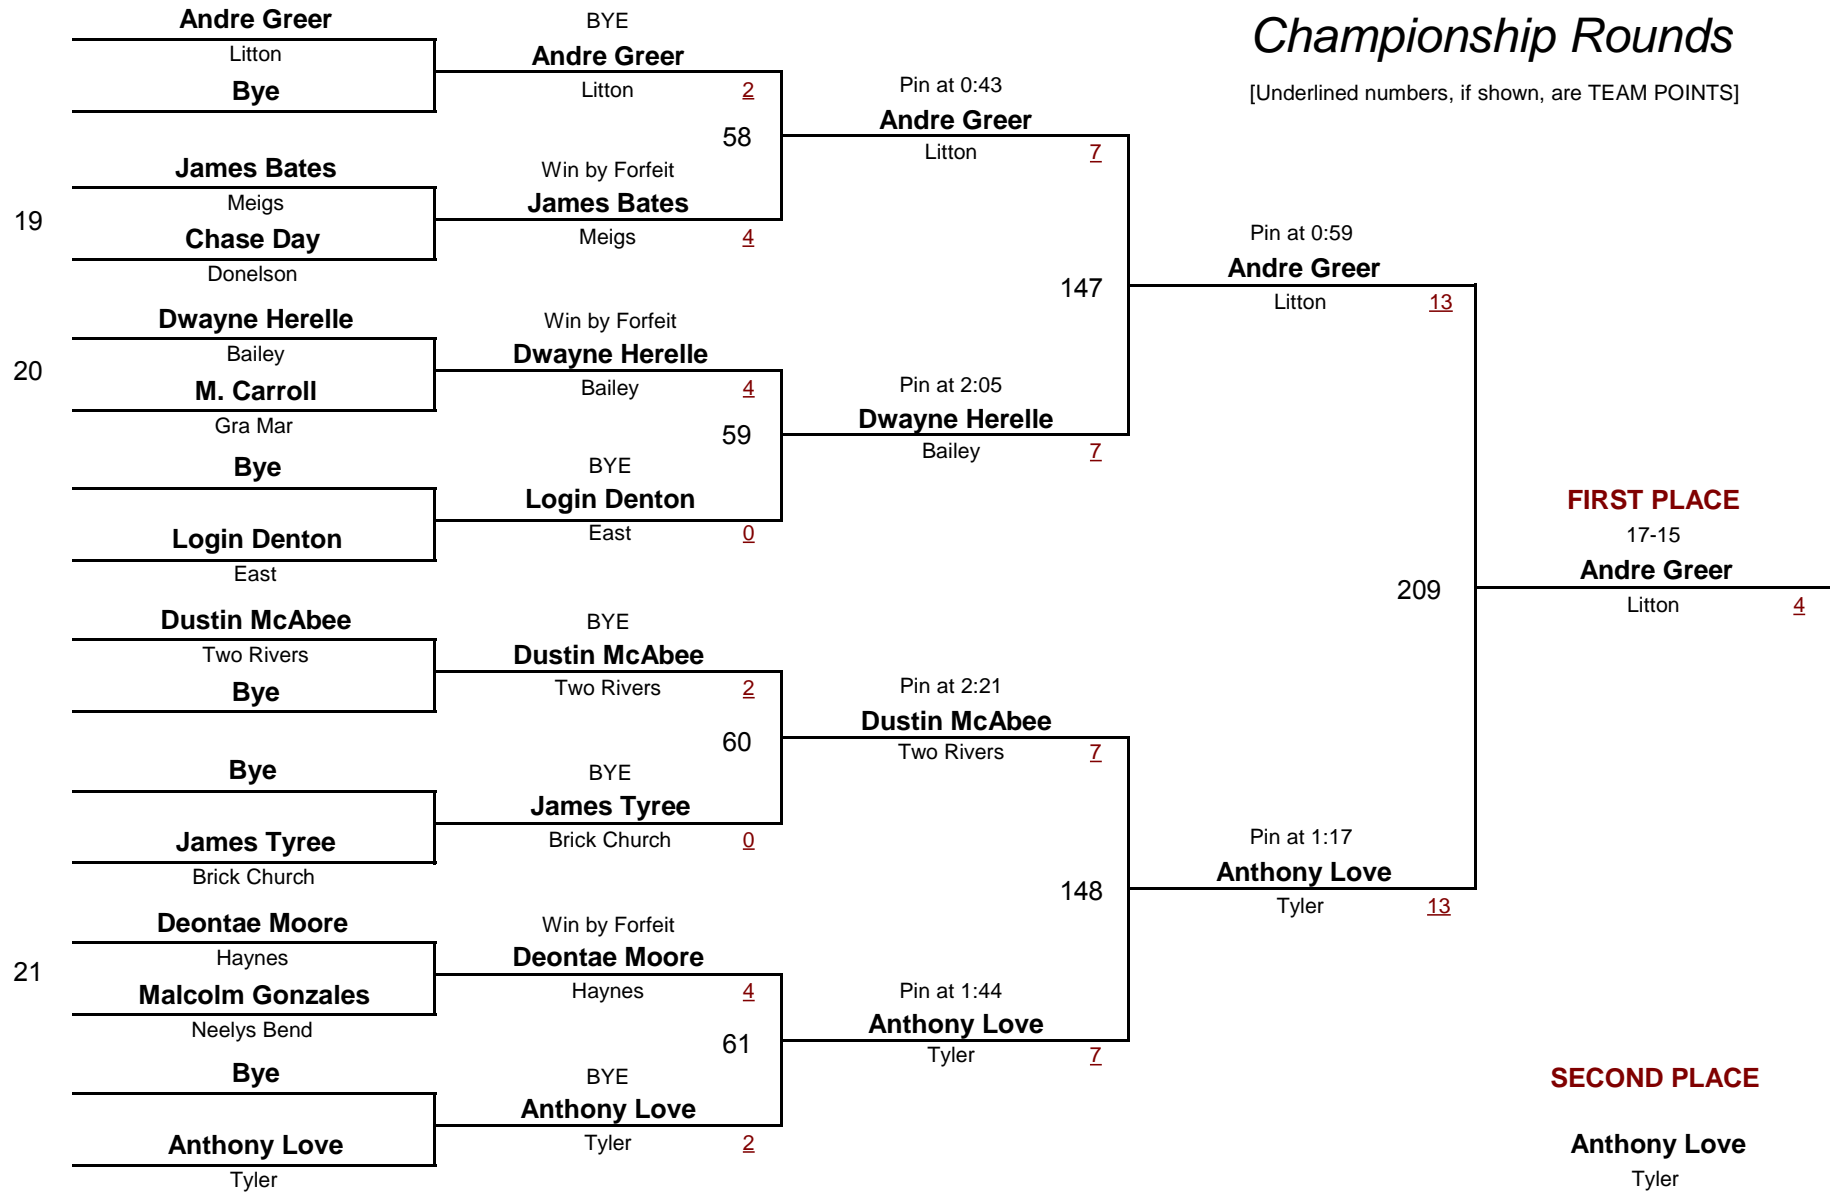 Championship Rounds
[Underlined numbers, if shown, are TEAM POINTS]
Andre Greer
Litton
Bye
19
James Bates
Meigs
Chase Day
Donelson
20
Dwayne Herelle
Bailey
M. Carroll
Gra Mar
Bye
Login Denton
East
Dustin McAbee
Two Rivers
Bye
Bye
James Tyree
Brick Church
21
Deontae Moore
Haynes
Malcolm Gonzales
Neelys Bend
Bye
Anthony Love
Tyler
BYE
Andre Greer
Litton 2
58
Win by Forfeit
James Bates
Meigs 4
Win by Forfeit
Dwayne Herelle
Bailey 4
59
BYE
Login Denton
East 0
BYE
Dustin McAbee
Two Rivers 2
60
BYE
James Tyree
Brick Church 0
Win by Forfeit
Deontae Moore
Haynes 4
61
BYE
Anthony Love
Tyler 2
Pin at 0:43
Andre Greer
Litton 7
147
Pin at 2:05
Dwayne Herelle
Bailey 7
Pin at 2:21
Dustin McAbee
Two Rivers 7
148
Pin at 1:44
Anthony Love
Tyler 7
Pin at 0:59
Andre Greer
Litton 13
209
Pin at 1:17
Anthony Love
Tyler 13
FIRST PLACE
17-15
Andre Greer
Litton 4
SECOND PLACE
Anthony Love
Tyler